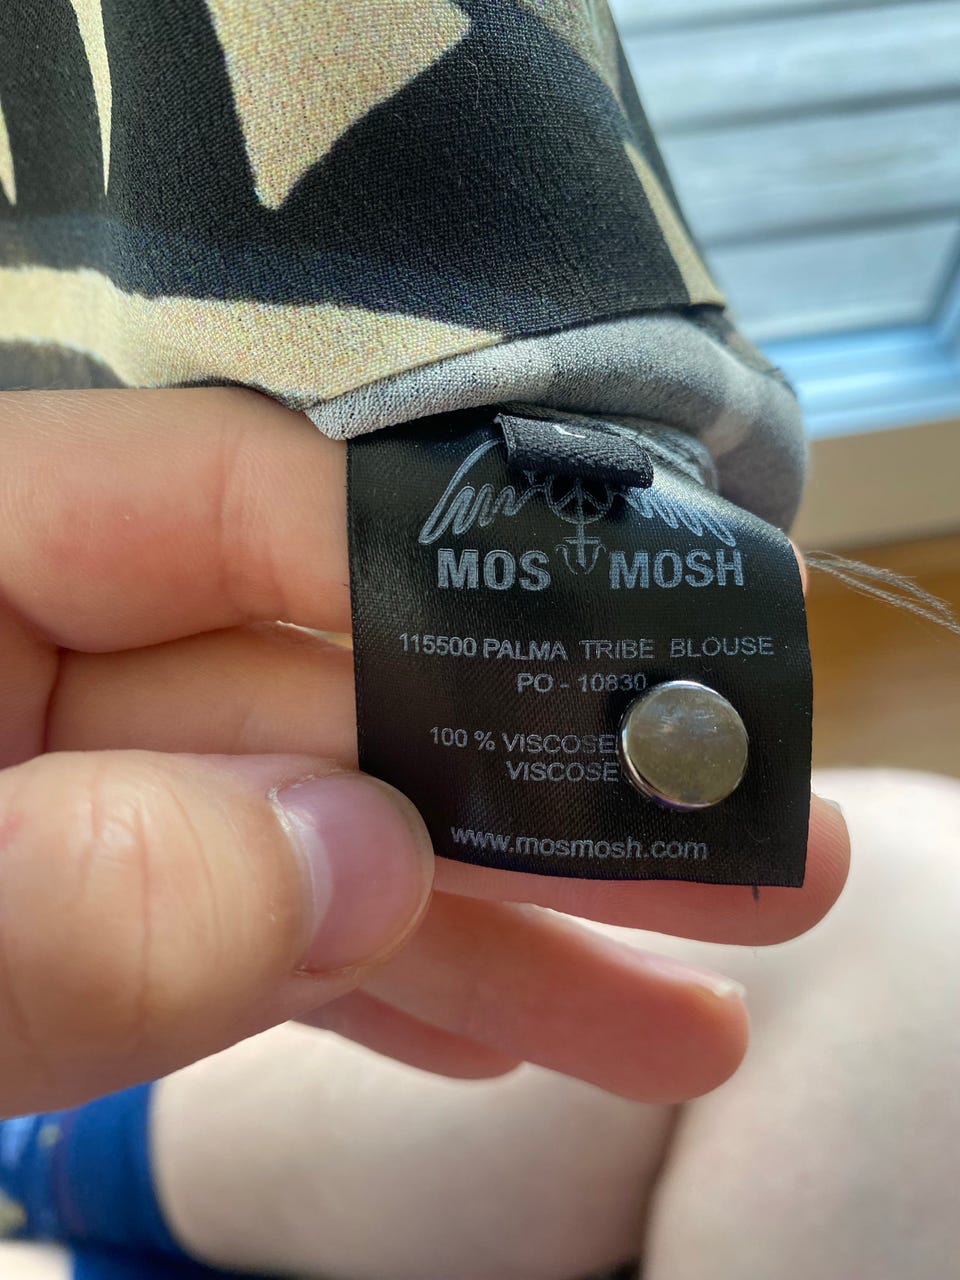 MOS MOSH
115500 PALMA TRIBE BLOUSE
PO - 10830
100 % VISCOSE
VISCOSE
www.mosmosh.com